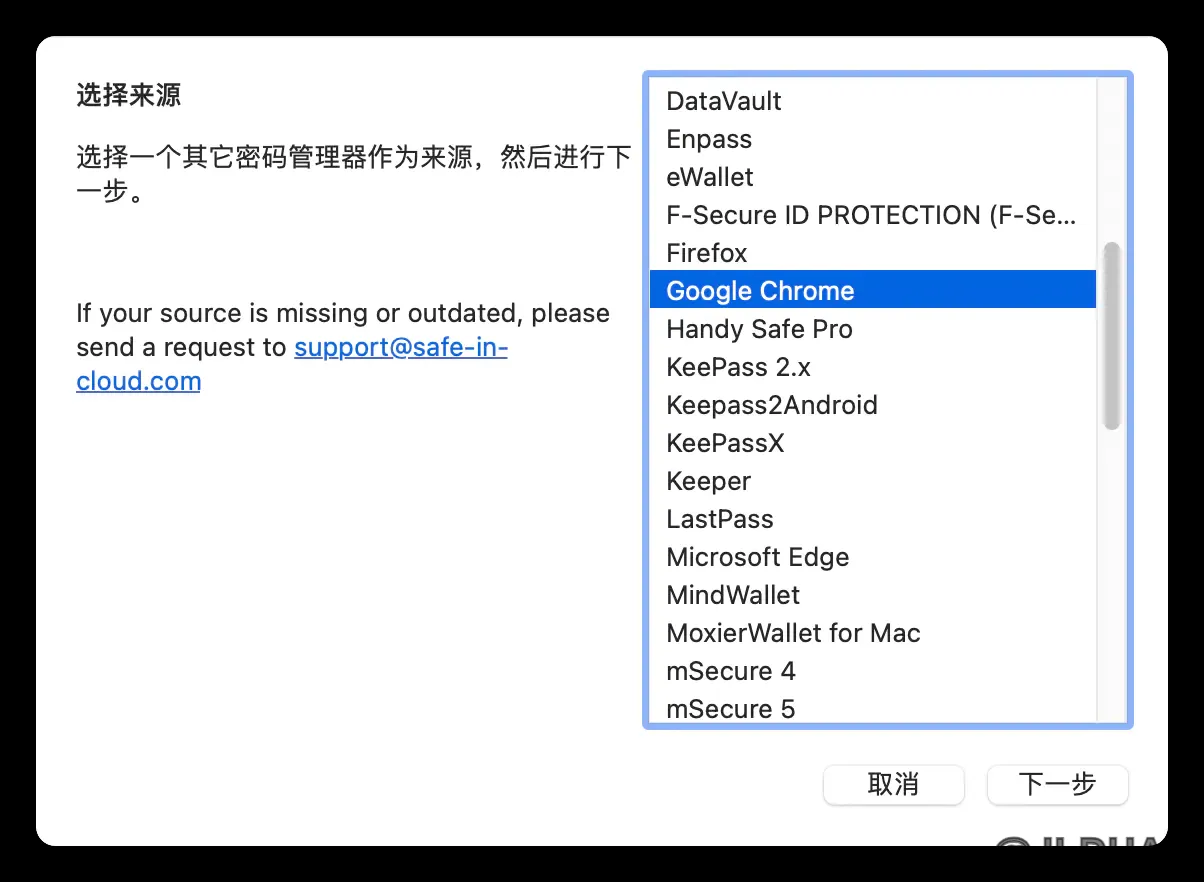 选择来源
选择一个其它密码管理器作为来源，然后进行下
一步。
If your source is missing or outdated, please
send a request to support@safe-in-
cloud.com
DataVault
Enpass
eWallet
F-Secure ID PROTECTION (F-Se...
Firefox
Google Chrome
Handy Safe Pro
KeePass 2.x
Keepass2Android
KeePassX
Keeper
LastPass
Microsoft Edge
MindWallet
MoxierWallet for Mac
mSecure 4
mSecure 5
取消
下一步